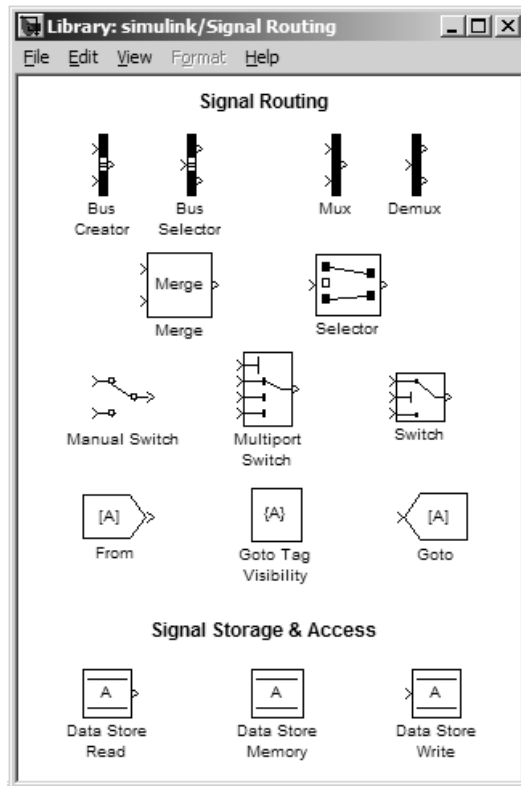 Library: simulink/Signal Routing
File Edit View Format Help
Signal Routing
Bus Creator
Bus Selector
Mux
Demux
Merge
Merge
Selector
Manual Switch
Multiport Switch
Switch
[A]
From
{A}
Goto Tag Visibility
[A]
Goto
Signal Storage & Access
A
Data Store Read
A
Data Store Memory
A
Data Store Write